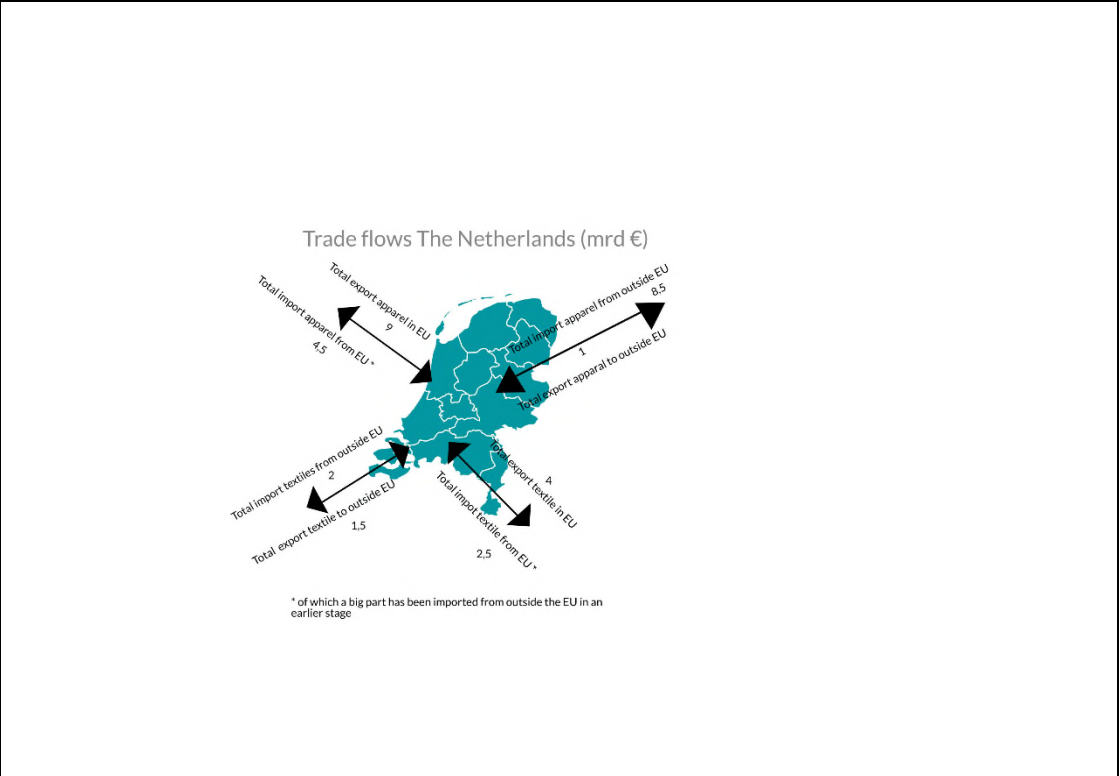 Trade flows The Netherlands (mrd €)
Total export apparel in EU
9
Total import apparel from EU *
4,5
Total import apparel from outside EU
8,5
1
Total export apparal to outside EU
Total import textiles from outside EU
2
Total export textile to outside EU
1,5
Total export textile in EU
4
Total impot textile from EU *
2,5
* of which a big part has been imported from outside the EU in an
earlier stage